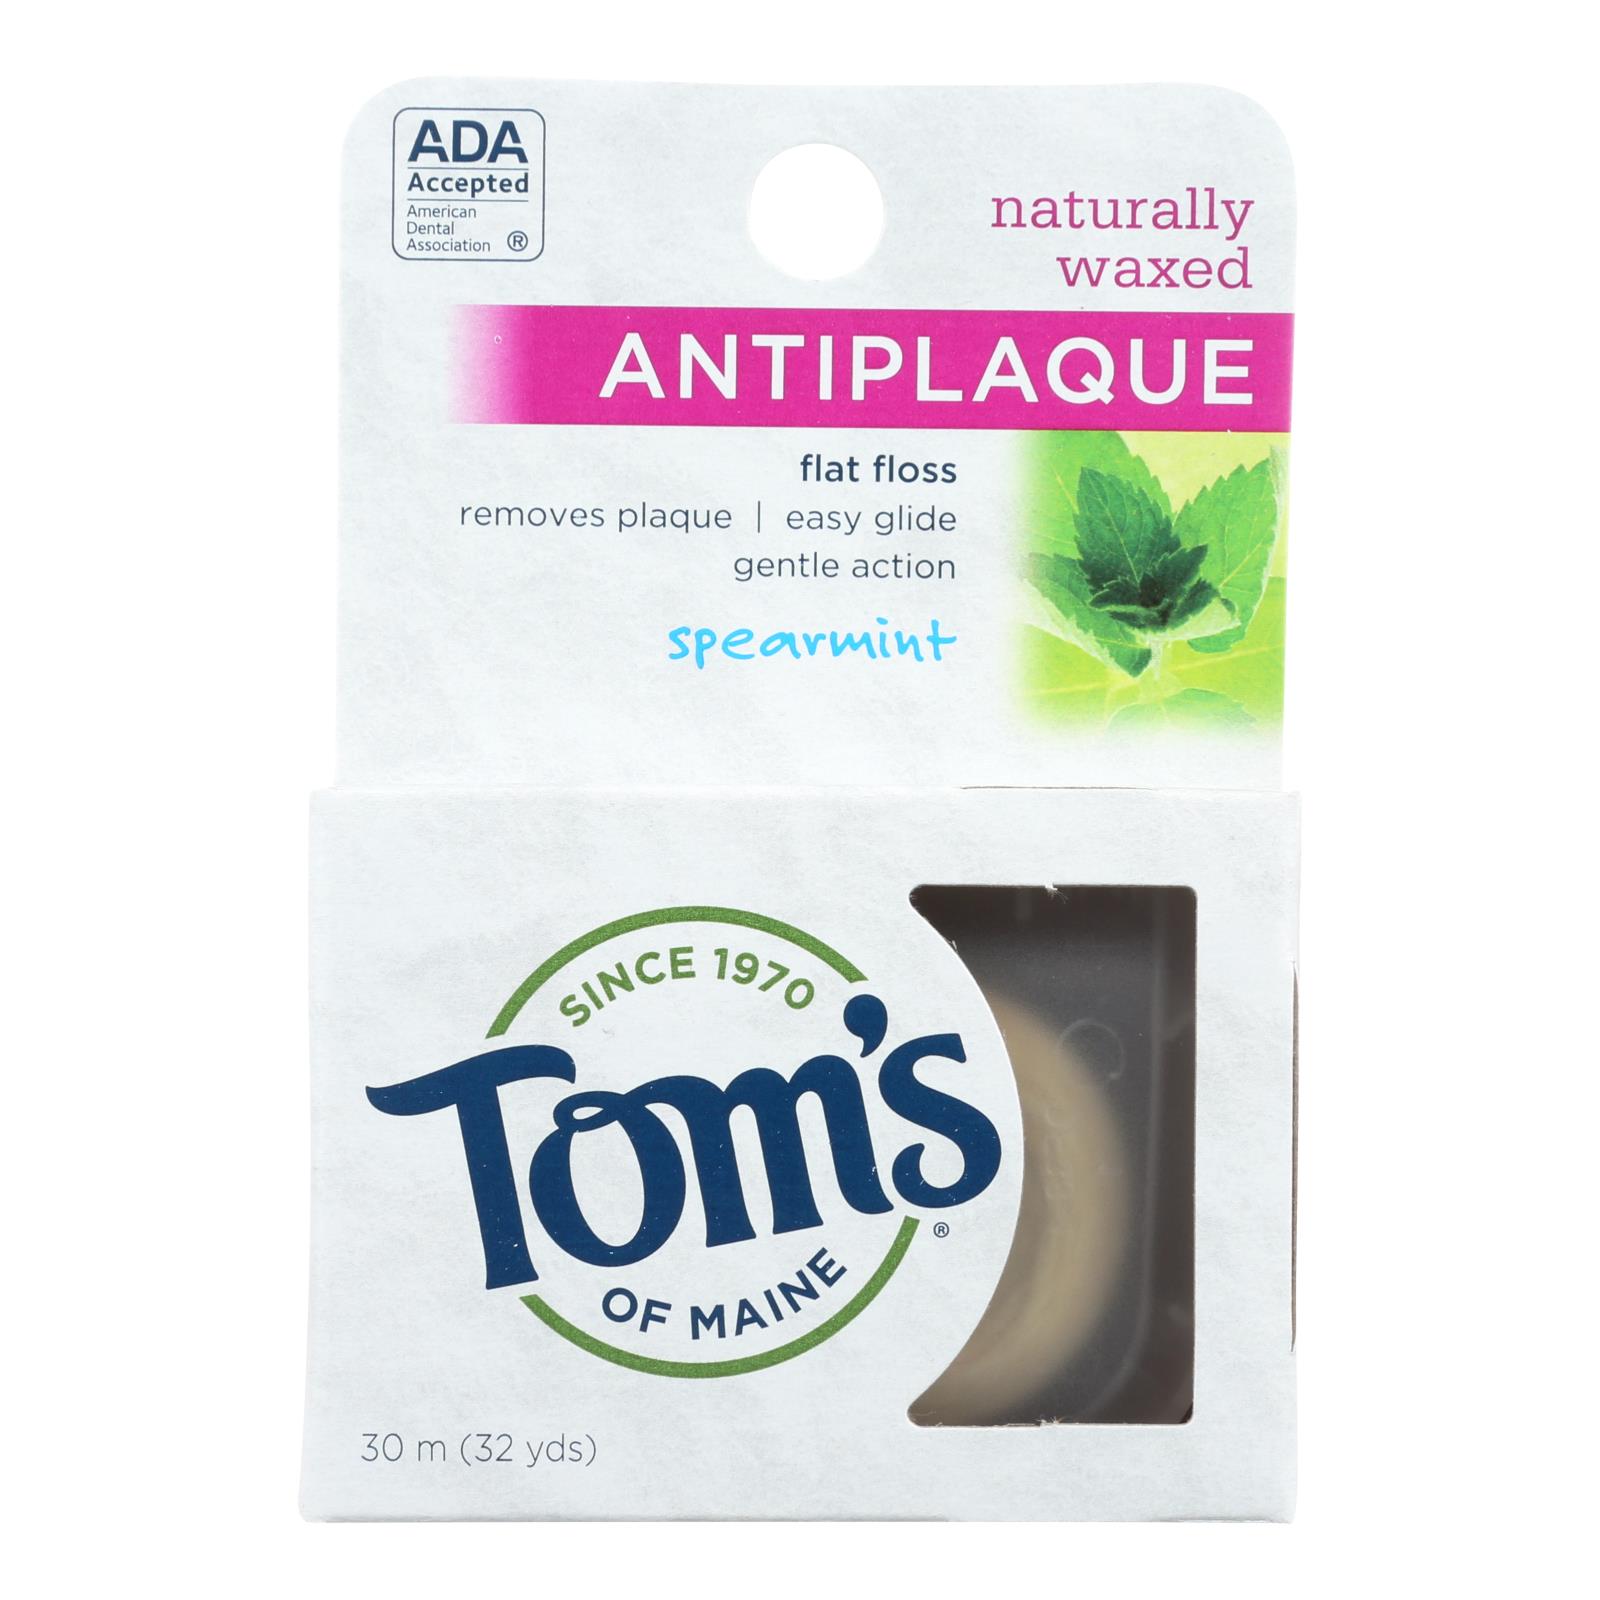 ADA
Accepted
American
Dental
Association ®
naturally
waxed
ANTIPLAQUE
flat floss
removes plaque | easy glide
gentle action
spearmint
SINCE 1970
Tom's
®
OF MAINE
30 m (32 yds)